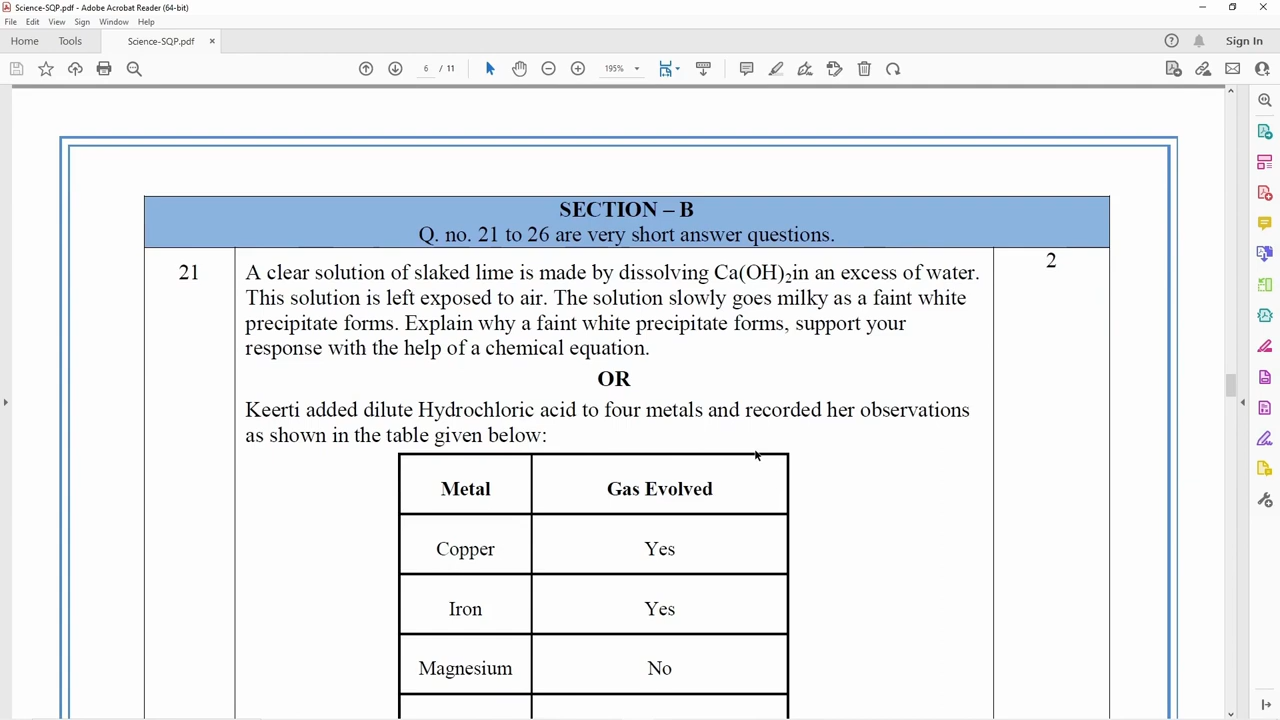 Science-SQP.pdf - Adobe Acrobat Reader (64-bit)
File Edit View Sign Window Help
Home Tools Science-SQP.pdf × Sign In
6 / 11 195%
SECTION – B
Q. no. 21 to 26 are very short answer questions.
21 A clear solution of slaked lime is made by dissolving Ca(OH)₂in an excess of water. 2
This solution is left exposed to air. The solution slowly goes milky as a faint white
precipitate forms. Explain why a faint white precipitate forms, support your
response with the help of a chemical equation.
OR
Keerti added dilute Hydrochloric acid to four metals and recorded her observations
as shown in the table given below:
Metal Gas Evolved
Copper Yes
Iron Yes
Magnesium No